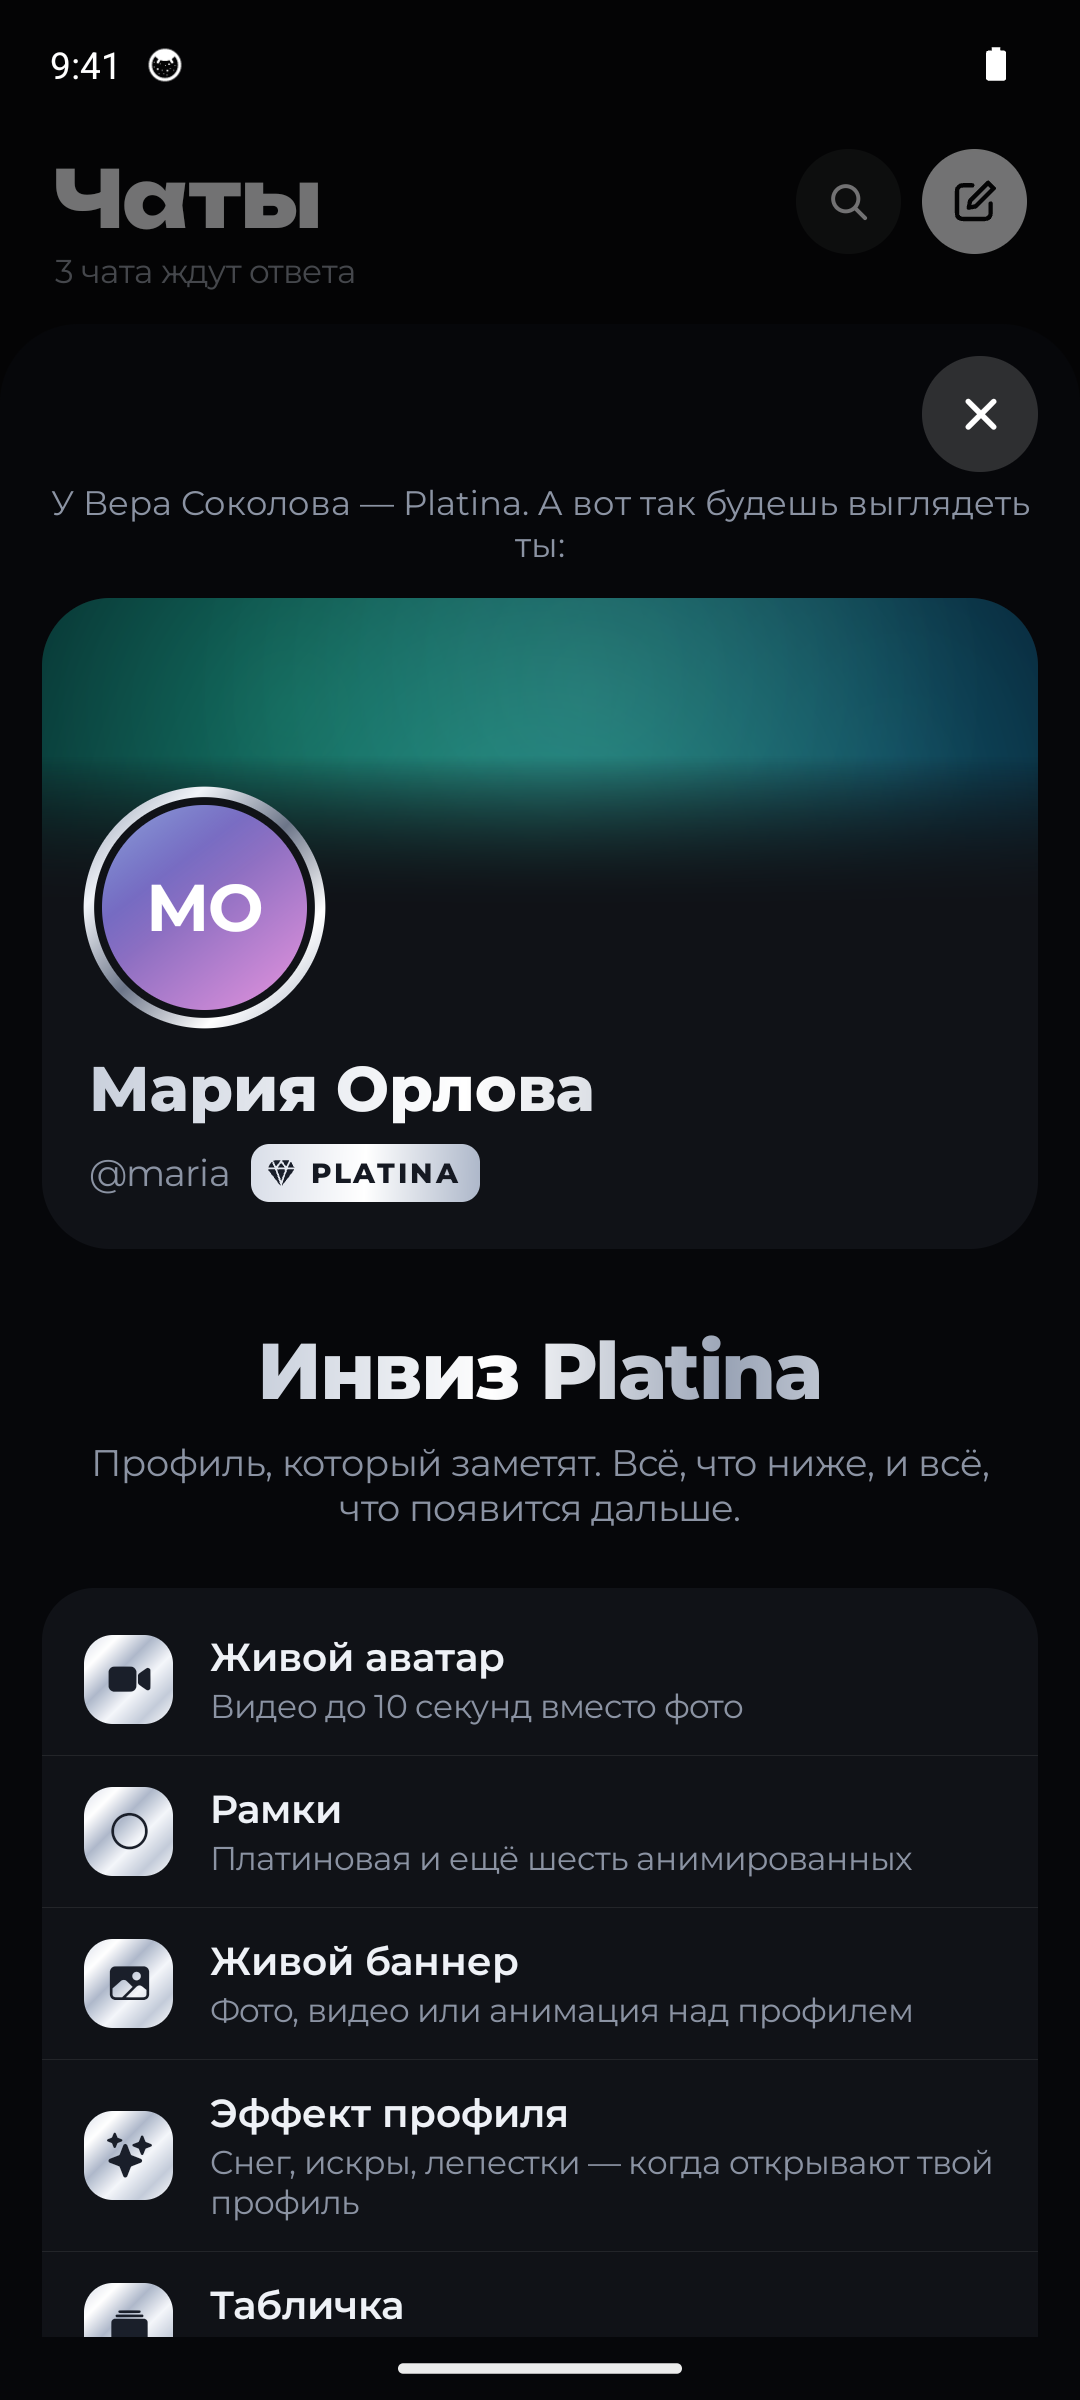 9:41
Чаты
3 чата ждут ответа
У Вера Соколова — Platina. А вот так будешь выглядеть
ты:
МО
Мария Орлова
@maria PLATINA
Инвиз Platina
Профиль, который заметят. Всё, что ниже, и всё,
что появится дальше.
Живой аватар
Видео до 10 секунд вместо фото
Рамки
Платиновая и ещё шесть анимированных
Живой баннер
Фото, видео или анимация над профилем
Эффект профиля
Снег, искры, лепестки — когда открывают твой
профиль
Табличка